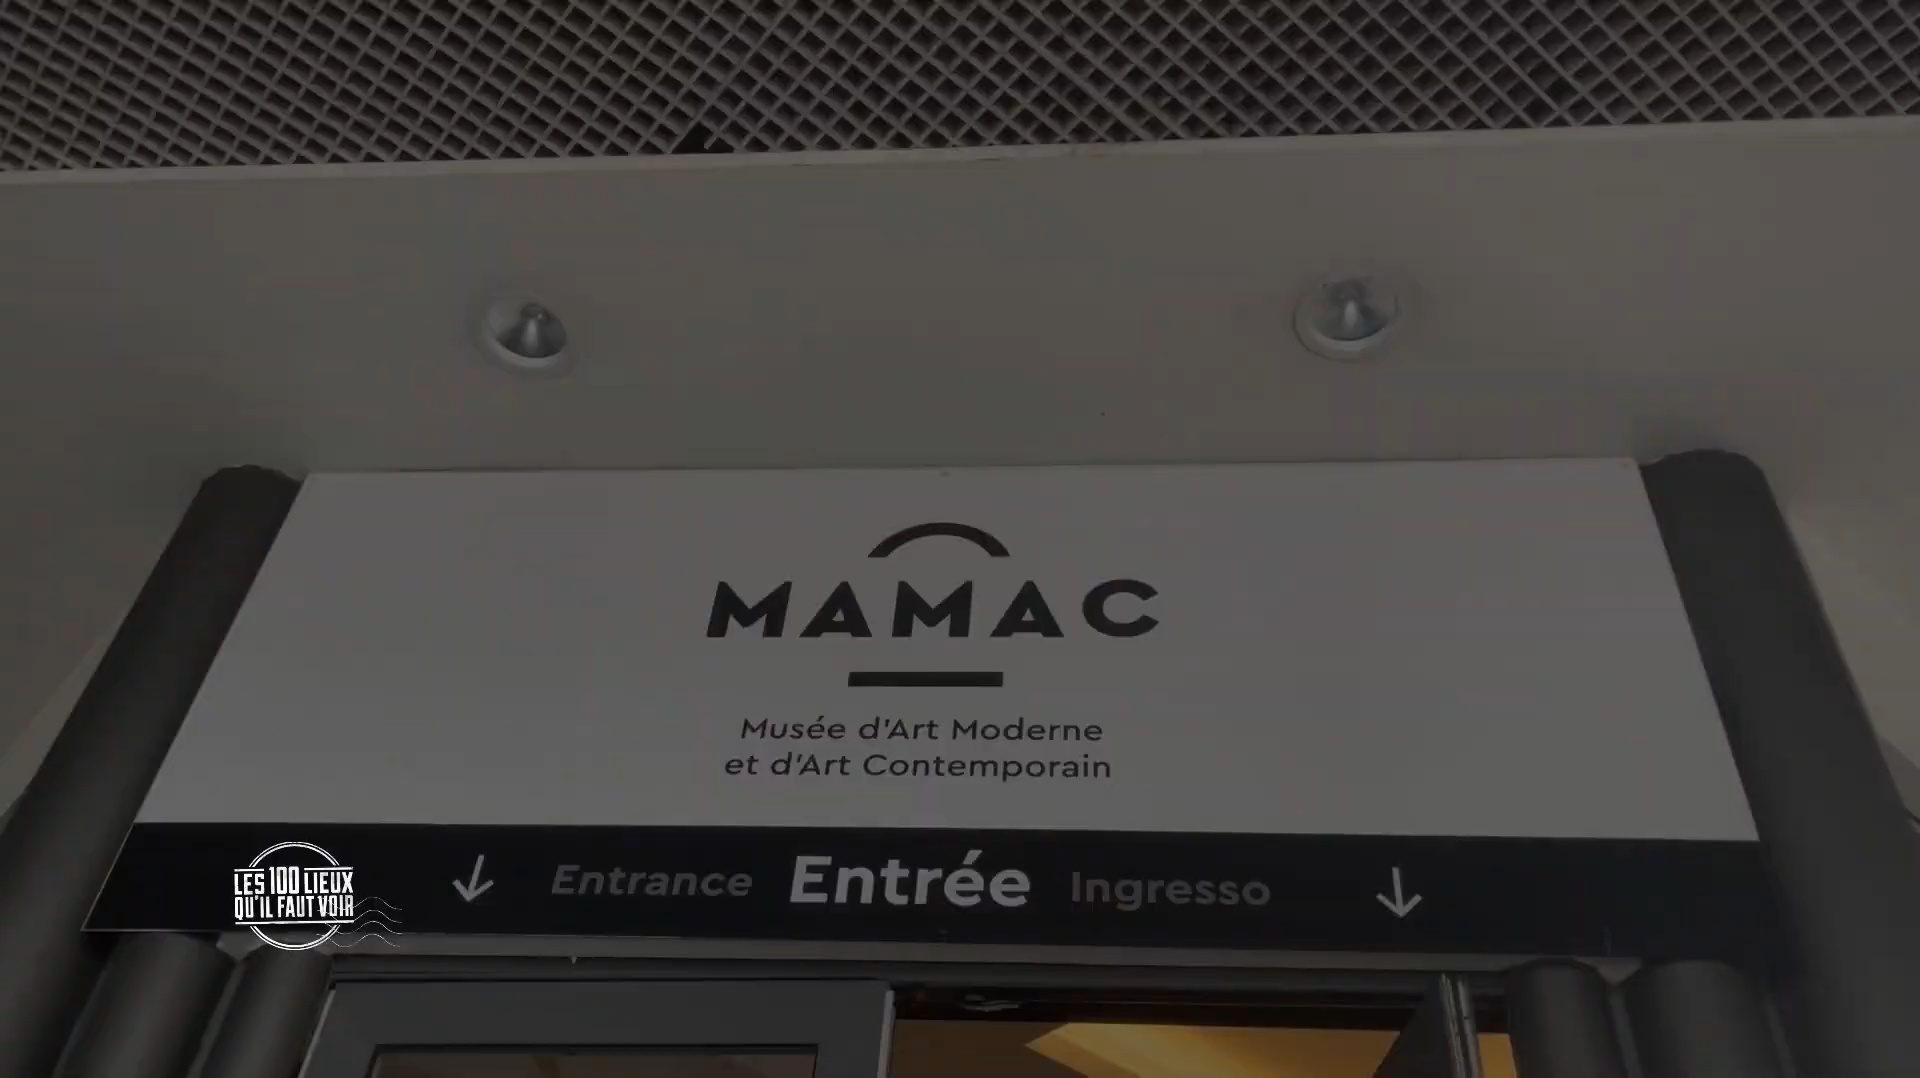 MAMAC
Musée d'Art Moderne
et d'Art Contemporain
Entrance Entrée Ingresso
LES 100 LIEUX
QU'IL FAUT VOIR